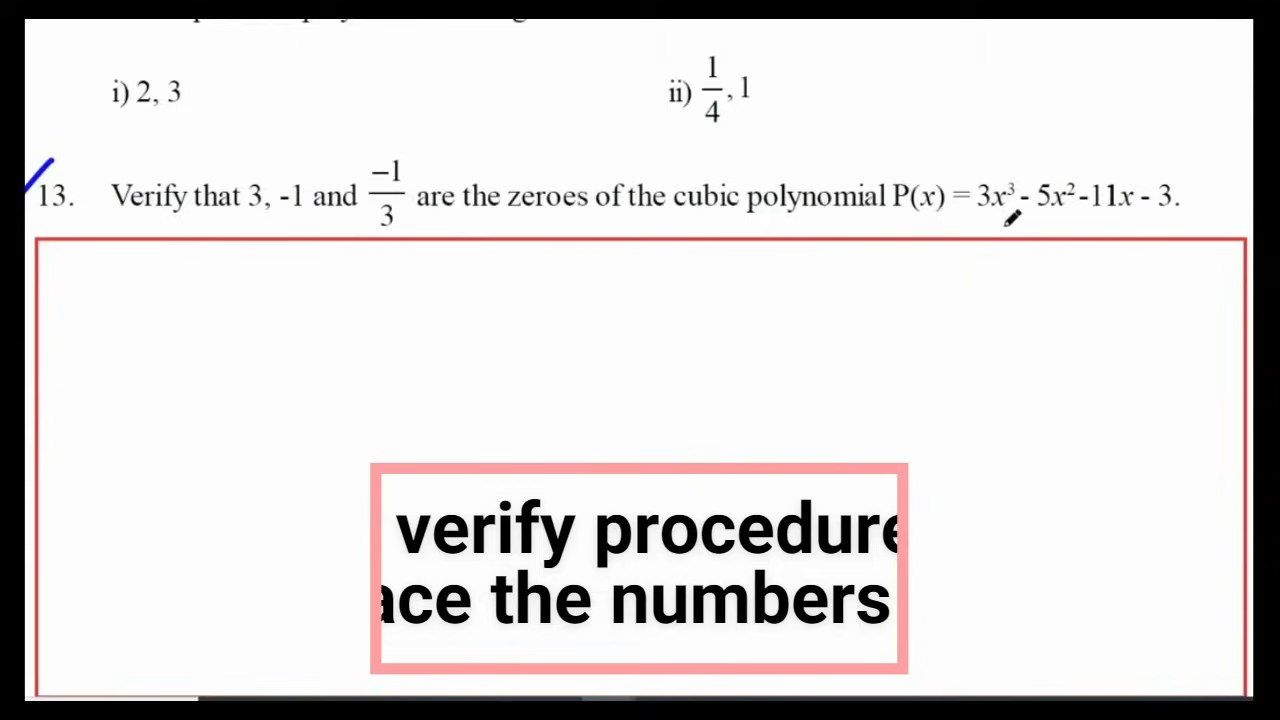 i) 2, 3
ii) 1/4, 1
13. Verify that 3, -1 and −1/3 are the zeroes of the cubic polynomial P(x) = 3x³ - 5x² -11x - 3.
verify procedure
the numbers